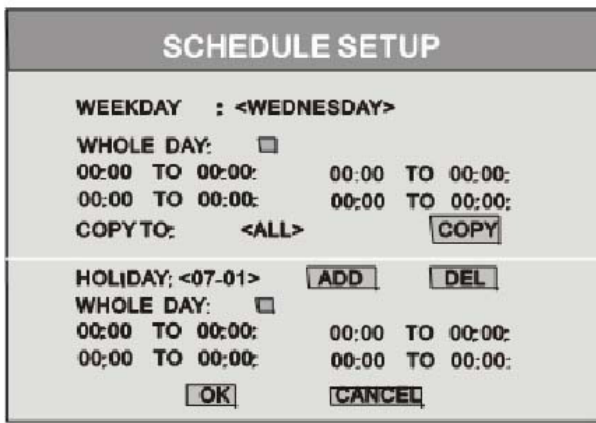 SCHEDULE SETUP
WEEKDAY : <WEDNESDAY>
WHOLE DAY:
00:00 TO 00:00: 00:00 TO 00:00:
00:00 TO 00:00: 00:00 TO 00:00:
COPY TO: <ALL> COPY
HOLIDAY: <07-01> ADD DEL
WHOLE DAY:
00:00 TO 00:00: 00:00 TO 00:00:
00:00 TO 00:00: 00:00 TO 00:00:
OK CANCEL